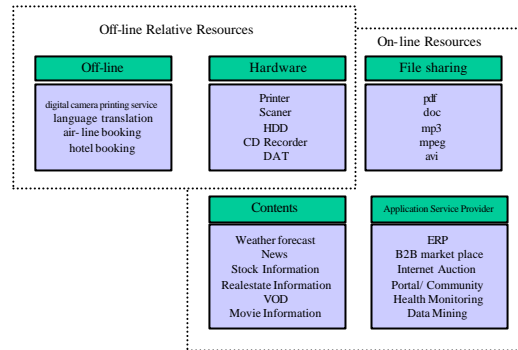 Off-line Relative Resources
On-line Resources
Off-line
digital camera printing service
language translation
air- line booking
hotel booking
Hardware
Printer
Scaner
HDD
CD Recorder
DAT
File sharing
pdf
doc
mp3
mpeg
avi
Contents
Weather forecast
News
Stock Information
Realestate Information
VOD
Movie Information
Application Service Provider
ERP
B2B market place
Internet Auction
Portal/ Community
Health Monitoring
Data Mining